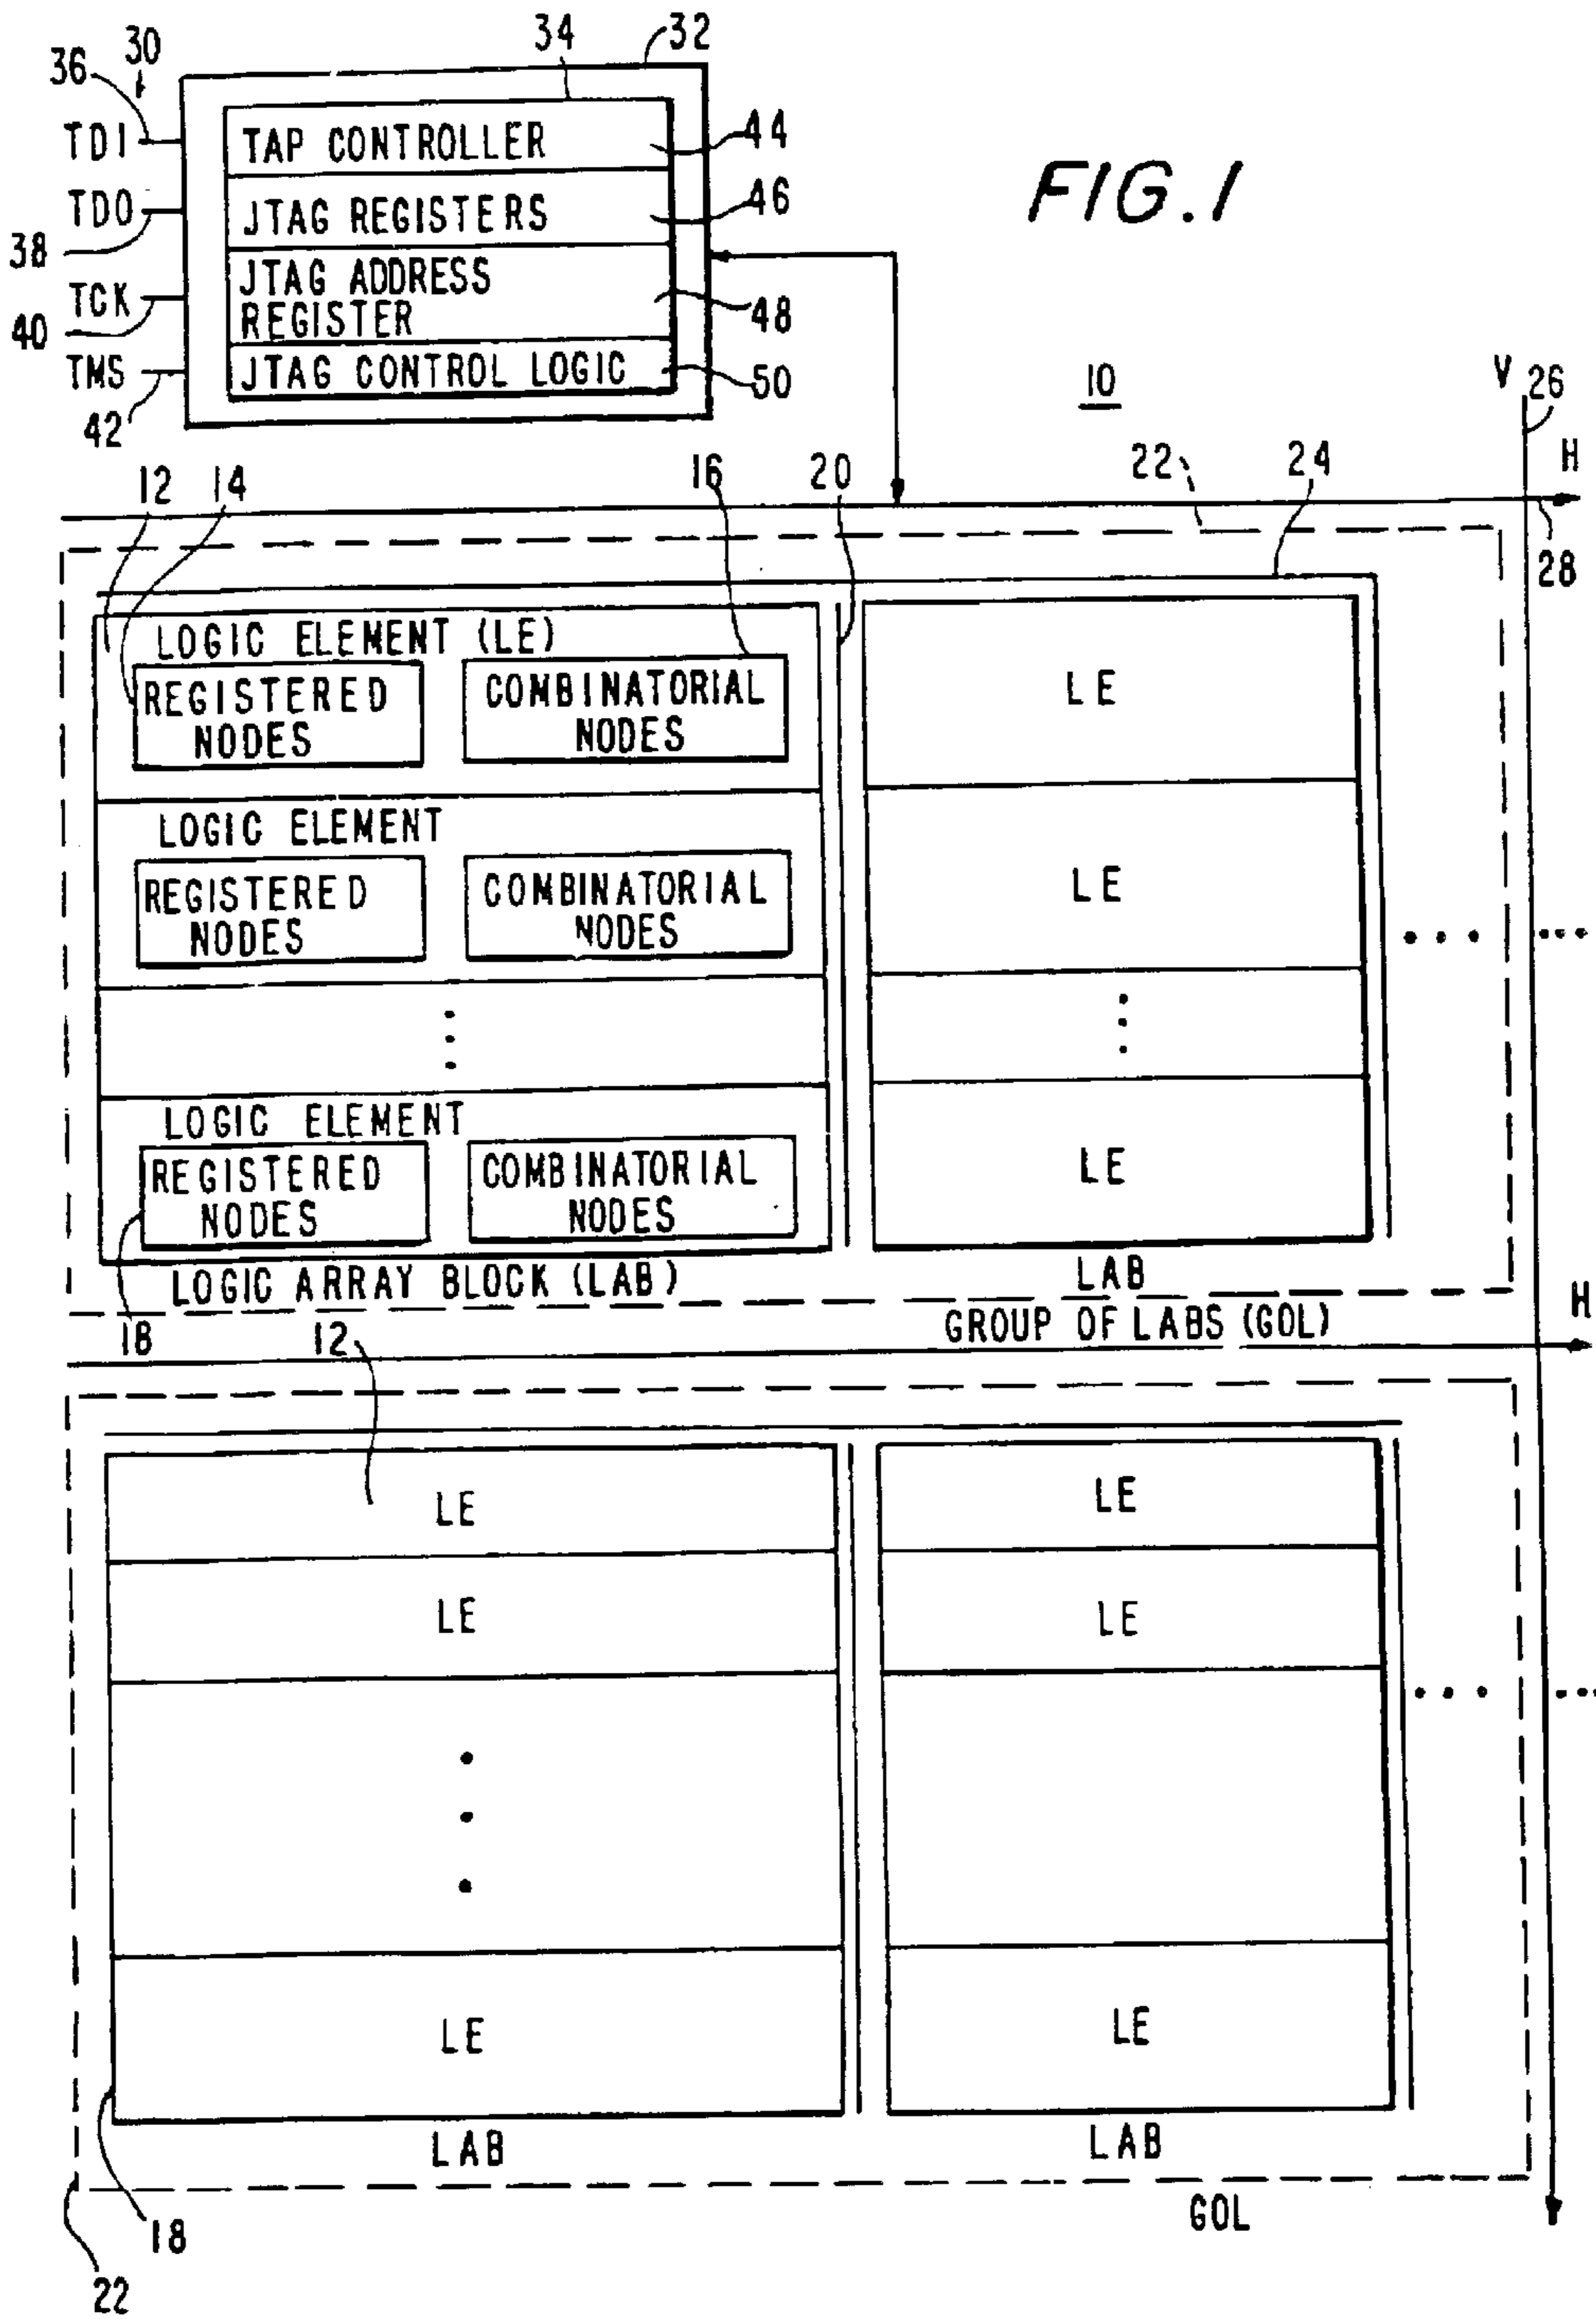 30
34
32
36
TDI
TAP CONTROLLER
44
FIG. 1
TDO
JTAG REGISTERS
46
38
JTAG ADDRESS
REGISTER
TCK
48
40
TMS
JTAG CONTROL LOGIC
50
42
10
V
26
12
14
16
20
22
24
H
28
LOGIC ELEMENT (LE)
REGISTERED
NODES
COMBINATORIAL
NODES
LE
LOGIC ELEMENT
REGISTERED
NODES
COMBINATORIAL
NODES
LE
LOGIC ELEMENT
REGISTERED
NODES
COMBINATORIAL
NODES
LE
LOGIC ARRAY BLOCK (LAB)
LAB
GROUP OF LABS (GOL)
H
18
12
LE
LE
LE
LE
LE
LE
LAB
LAB
18
GOL
22